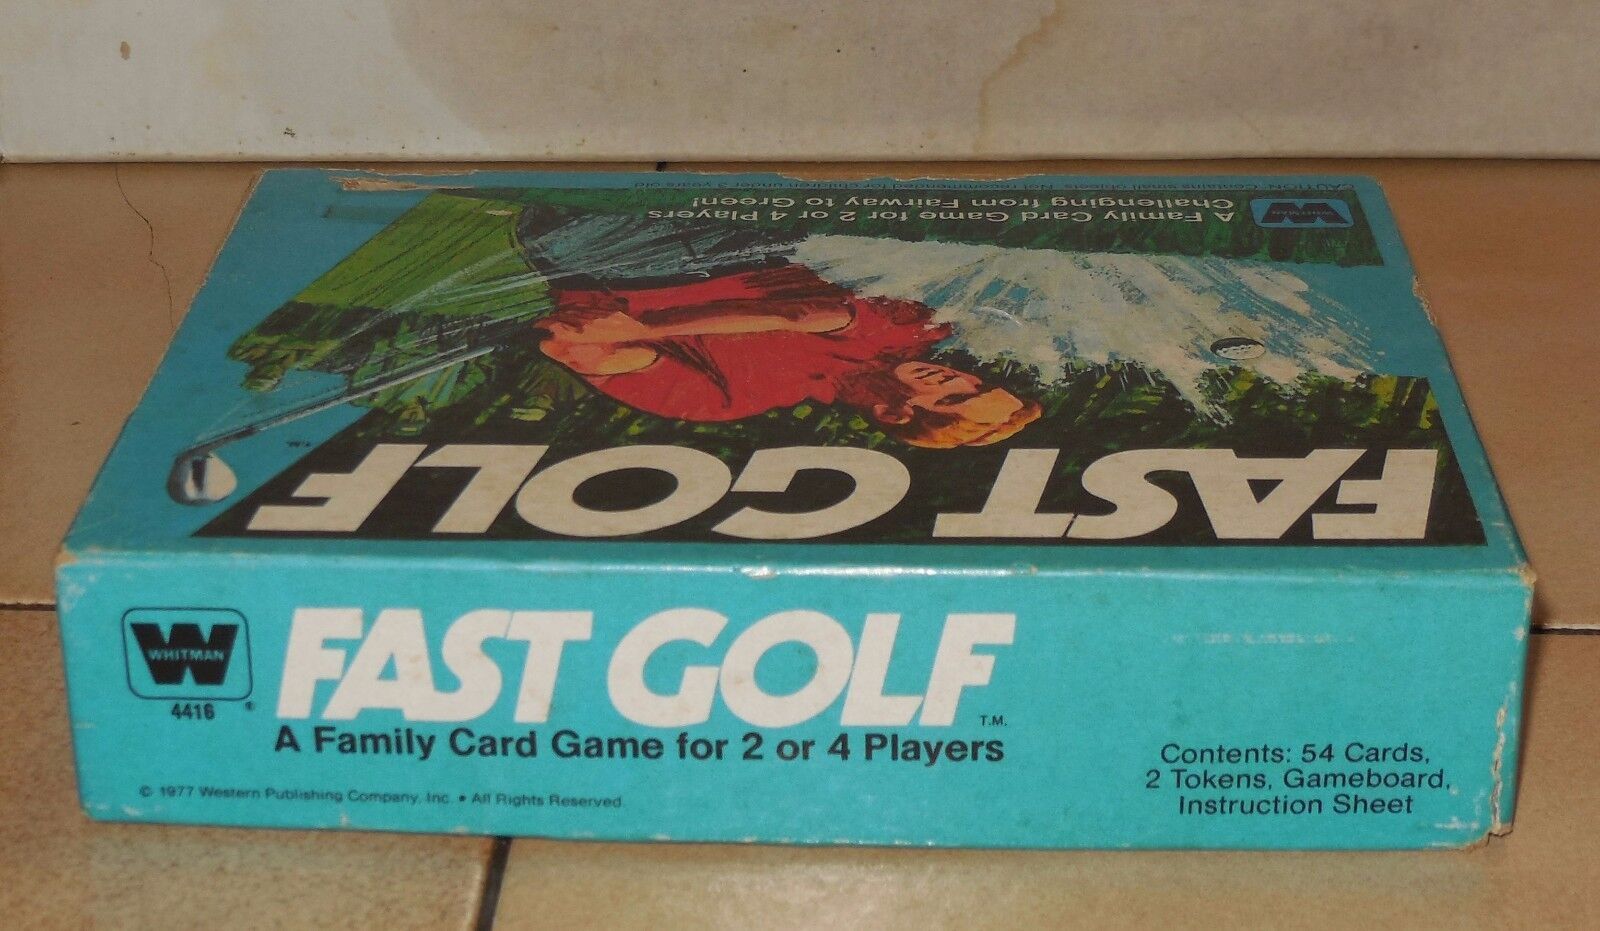 CAUTION: Contains small objects. Not recommended for children under 3 years old
WHITMAN
A Family Card Game for 2 or 4 Players
Challenging from Fairway to Green!
FAST GOLF
T.M.
WHITMAN
4416 ®
FAST GOLF
T.M.
A Family Card Game for 2 or 4 Players
© 1977 Western Publishing Company, Inc. • All Rights Reserved
Contents: 54 Cards,
2 Tokens, Gameboard,
Instruction Sheet